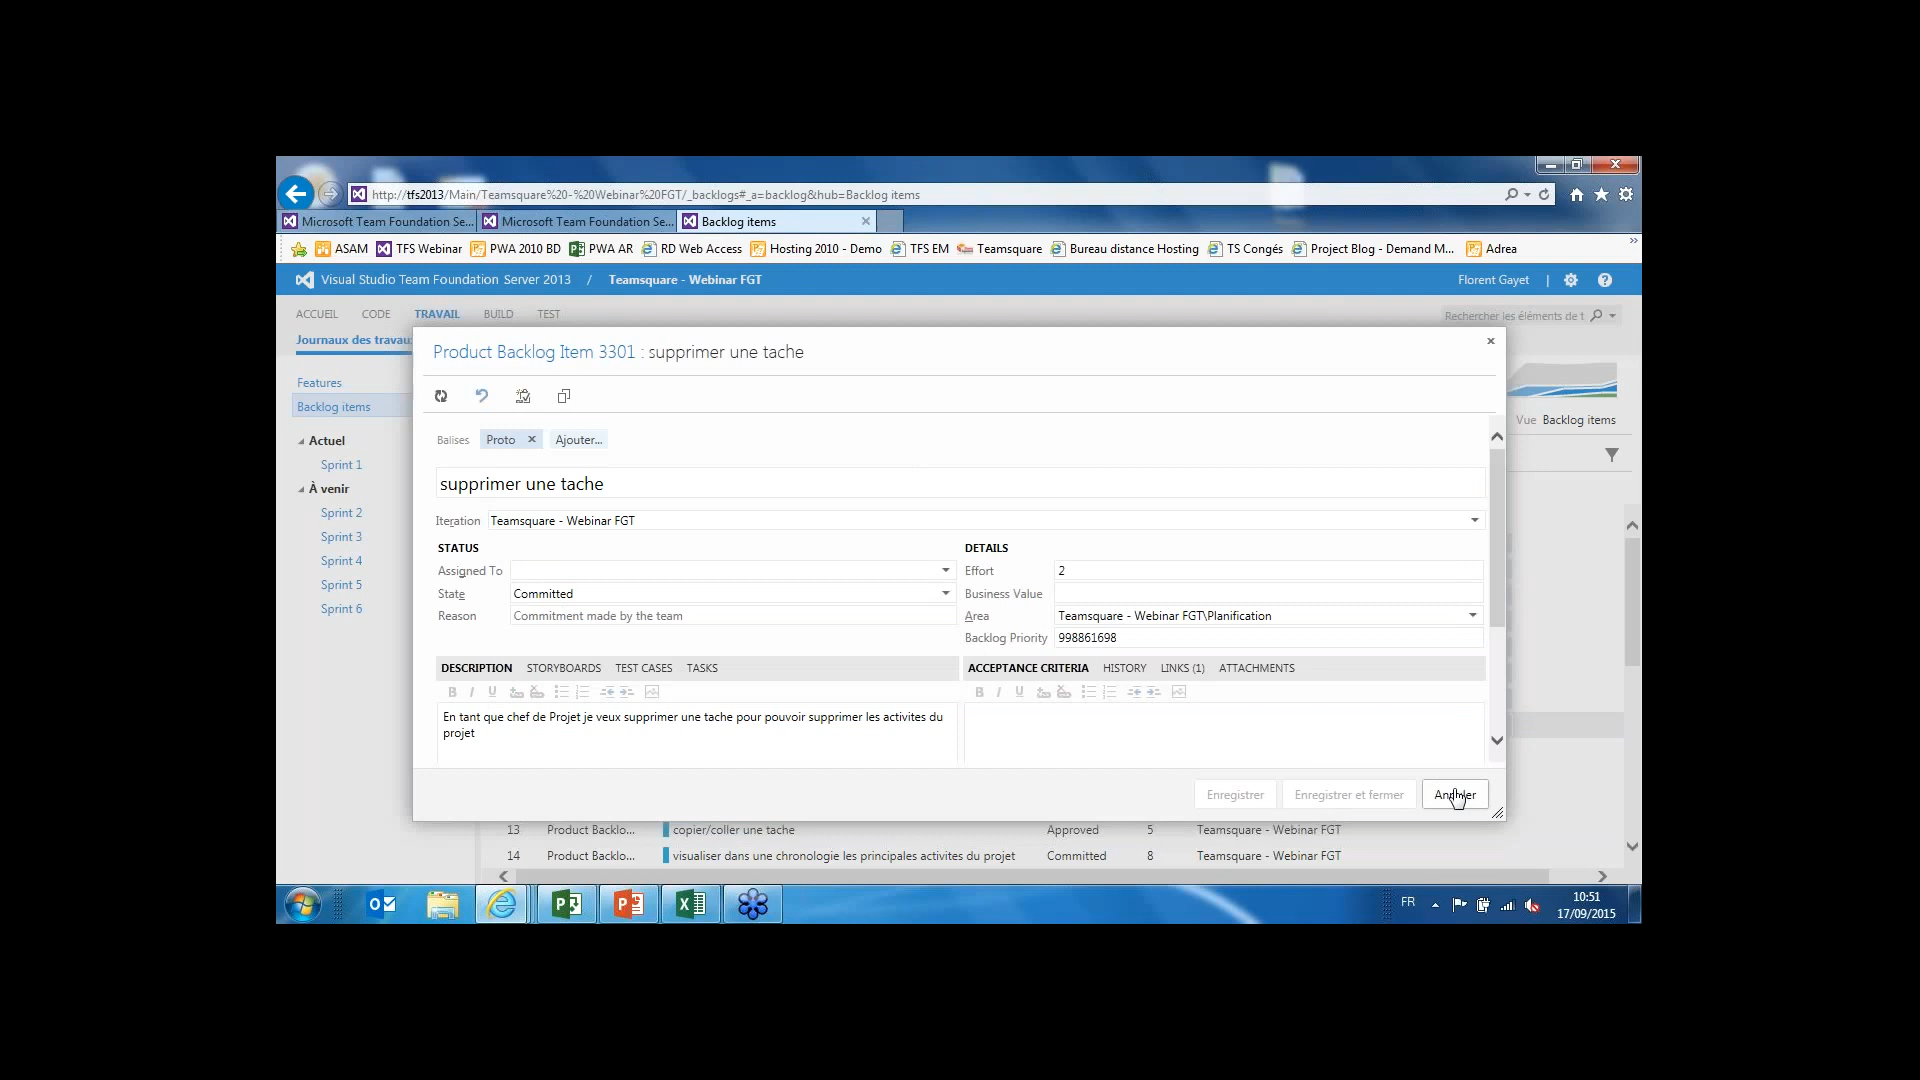 http://tfs2013/Main/Teamsquare%20-%20Webinar%20FGT/_backlogs#_a=backlog&hub=Backlog items
Microsoft Team Foundation Se... Microsoft Team Foundation Se... Backlog items
ASAM TFS Webinar PWA 2010 BD PWA AR RD Web Access Hosting 2010 - Demo TFS EM Teamsquare Bureau distance Hosting TS Congés Project Blog - Demand M... Adrea
Visual Studio Team Foundation Server 2013 / Teamsquare - Webinar FGT Florent Gayet |
ACCUEIL CODE TRAVAIL BUILD TEST
Rechercher les éléments de t
Journaux des travau
Product Backlog Item 3301 : supprimer une tache
Features
Backlog items
Vue Backlog items
Balises Proto Ajouter...
Actuel
Sprint 1
supprimer une tache
À venir
Sprint 2
Iteration Teamsquare - Webinar FGT
Sprint 3
STATUS DETAILS
Sprint 4
Assigned To Effort 2
Sprint 5
State Committed Business Value
Sprint 6
Reason Commitment made by the team Area Teamsquare - Webinar FGT\Planification
Backlog Priority 998861698
DESCRIPTION STORYBOARDS TEST CASES TASKS ACCEPTANCE CRITERIA HISTORY LINKS (1) ATTACHMENTS
B I U B I U
En tant que chef de Projet je veux supprimer une tache pour pouvoir supprimer les activites du
projet
Enregistrer Enregistrer et fermer Annuler
13 Product Backlo... copier/coller une tache Approved 5 Teamsquare - Webinar FGT
14 Product Backlo... visualiser dans une chronologie les principales activites du projet Committed 8 Teamsquare - Webinar FGT
FR 10:51
17/09/2015